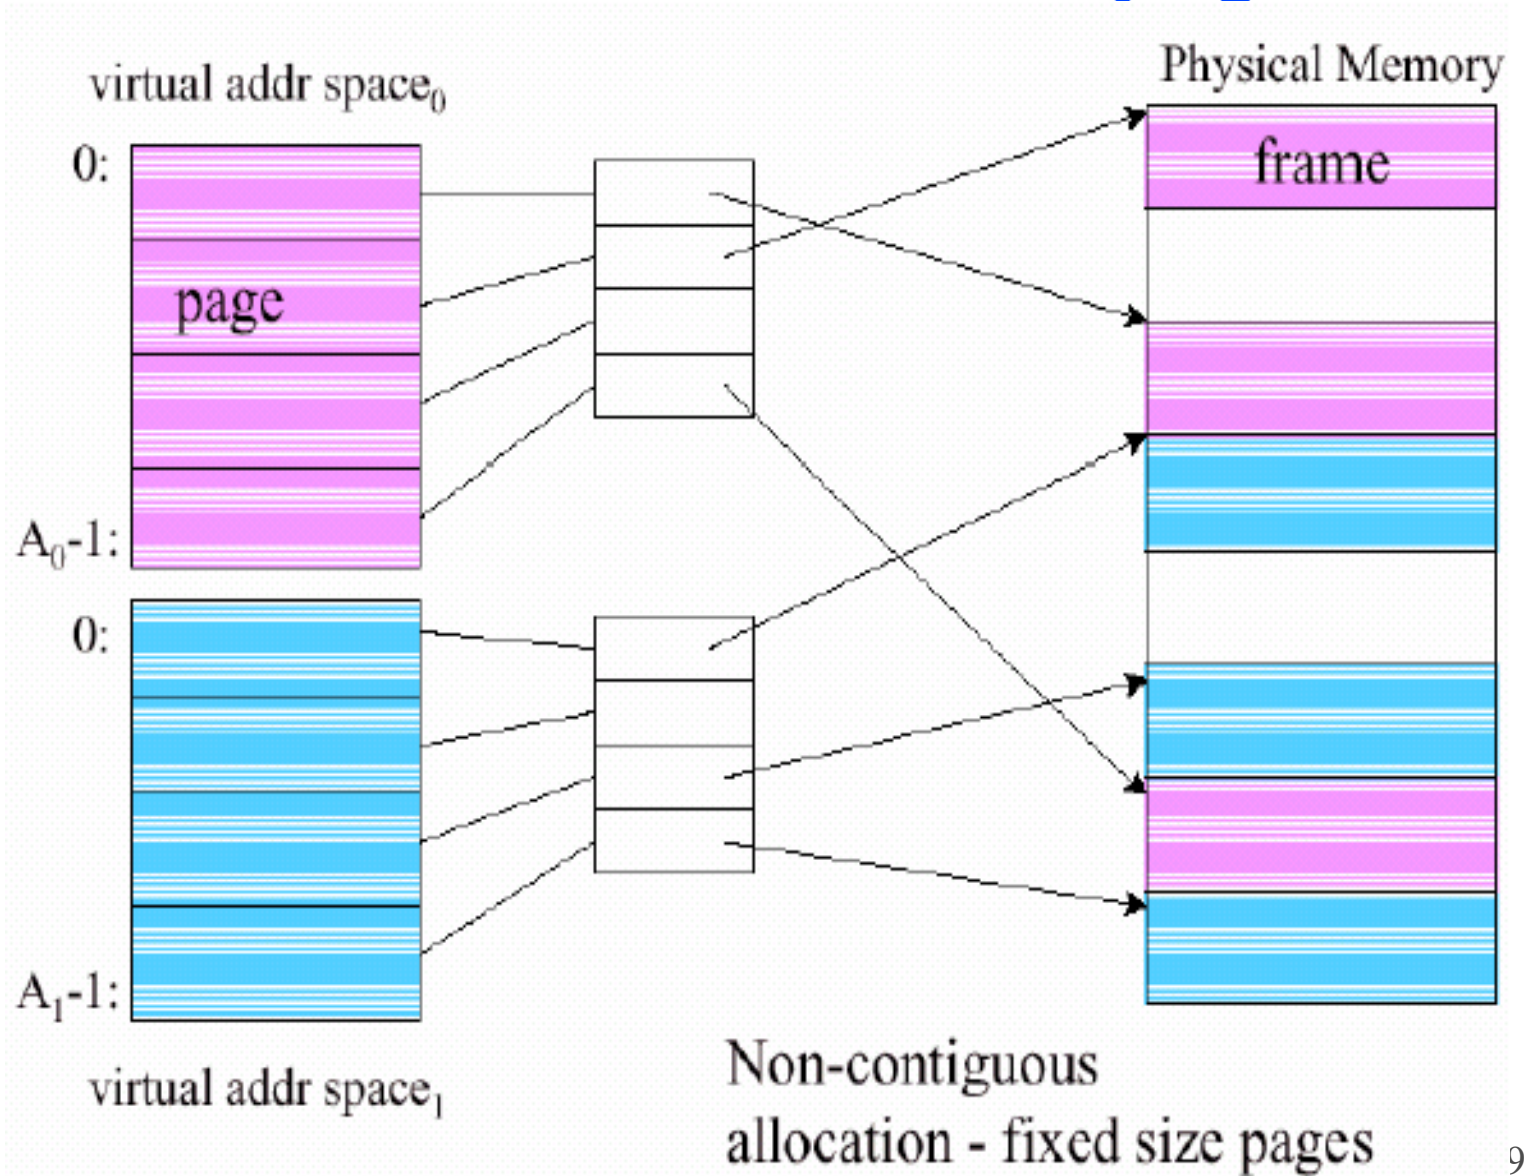 Physical Memory
virtual addr space₀
0:
frame
page
A₀-1:
0:
A₁-1:
Non-contiguous
virtual addr space₁
allocation - fixed size pages
9